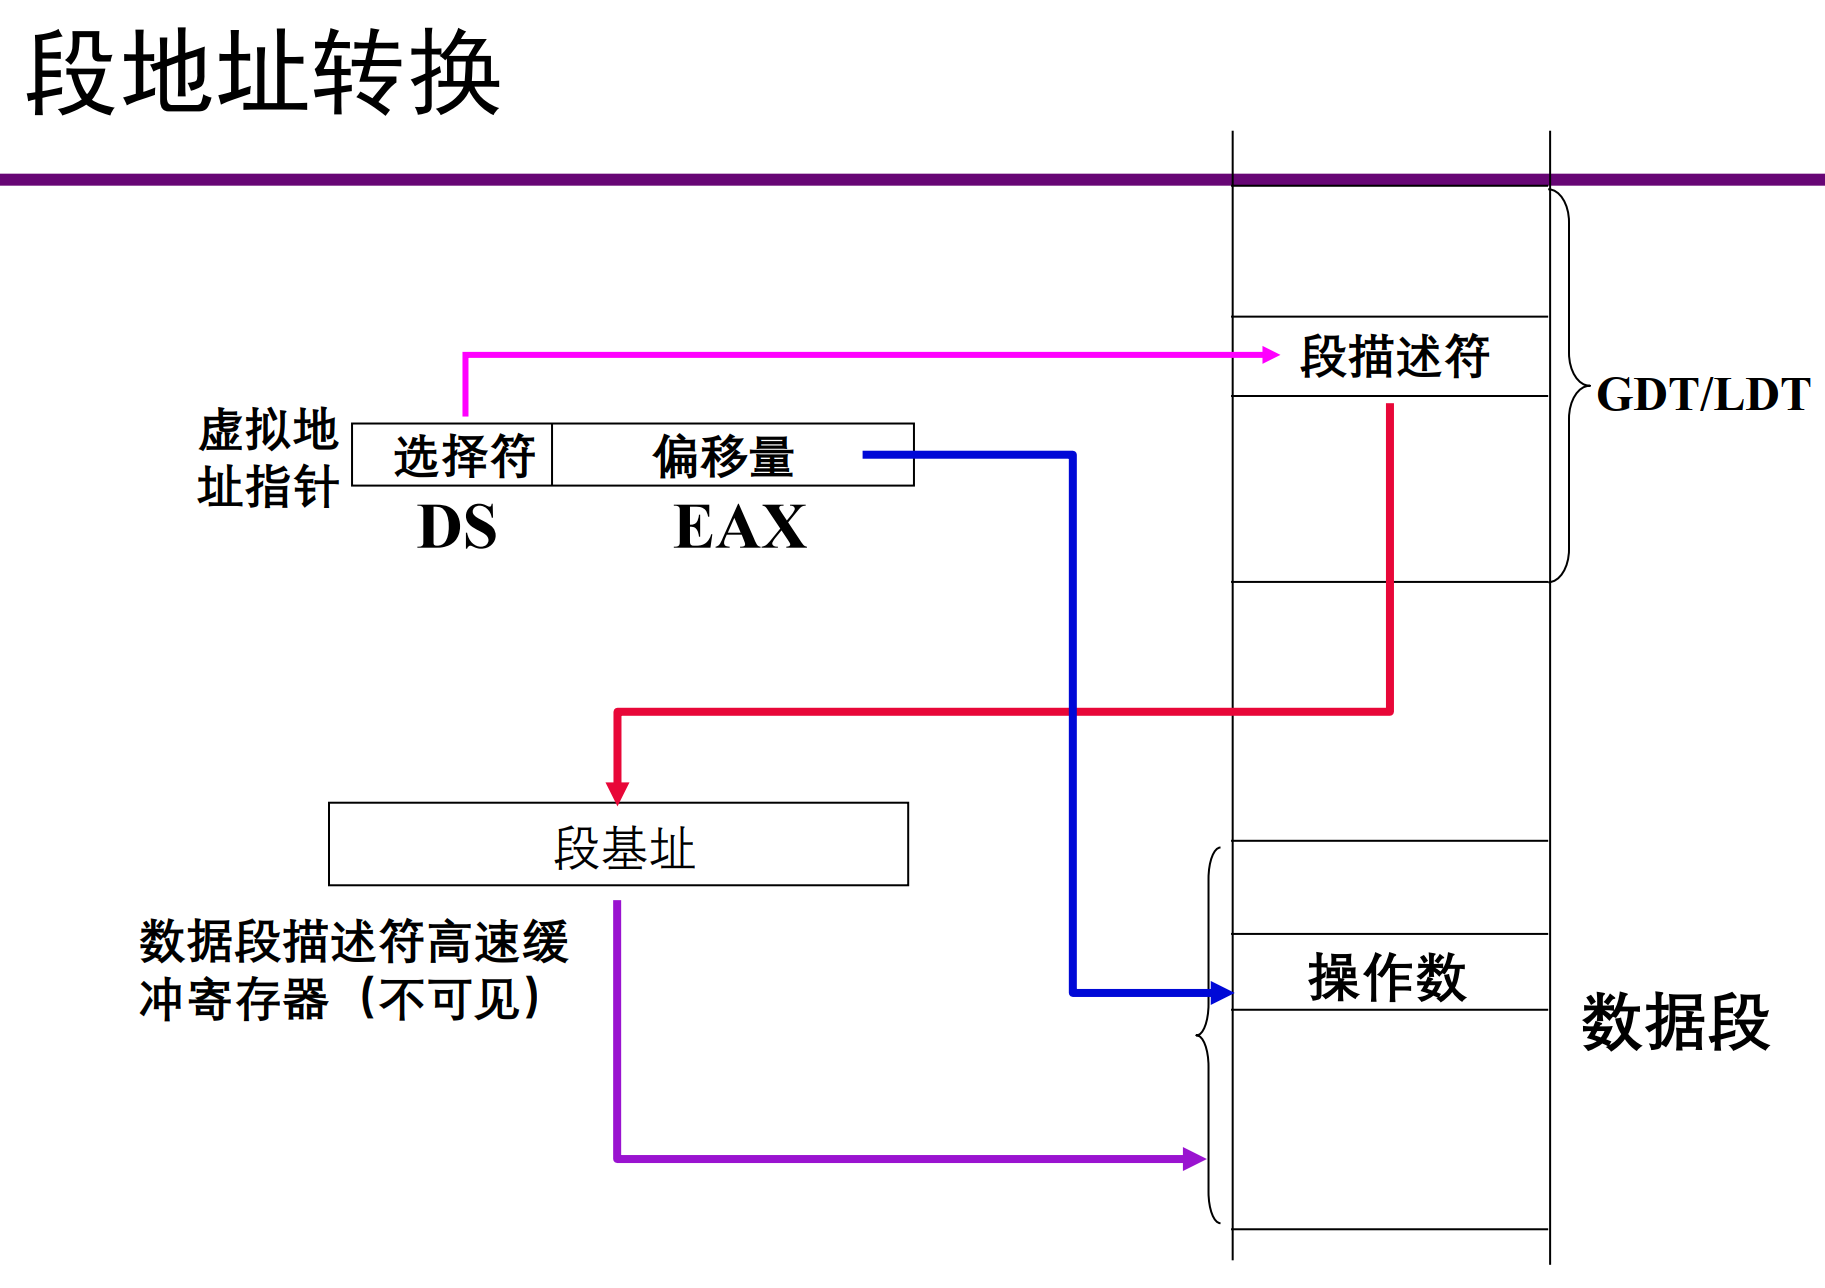 段地址转换
段描述符
GDT/LDT
虚拟地
址指针
选择符
偏移量
DS
EAX
段基址
数据段描述符高速缓
冲寄存器（不可见）
操作数
数据段